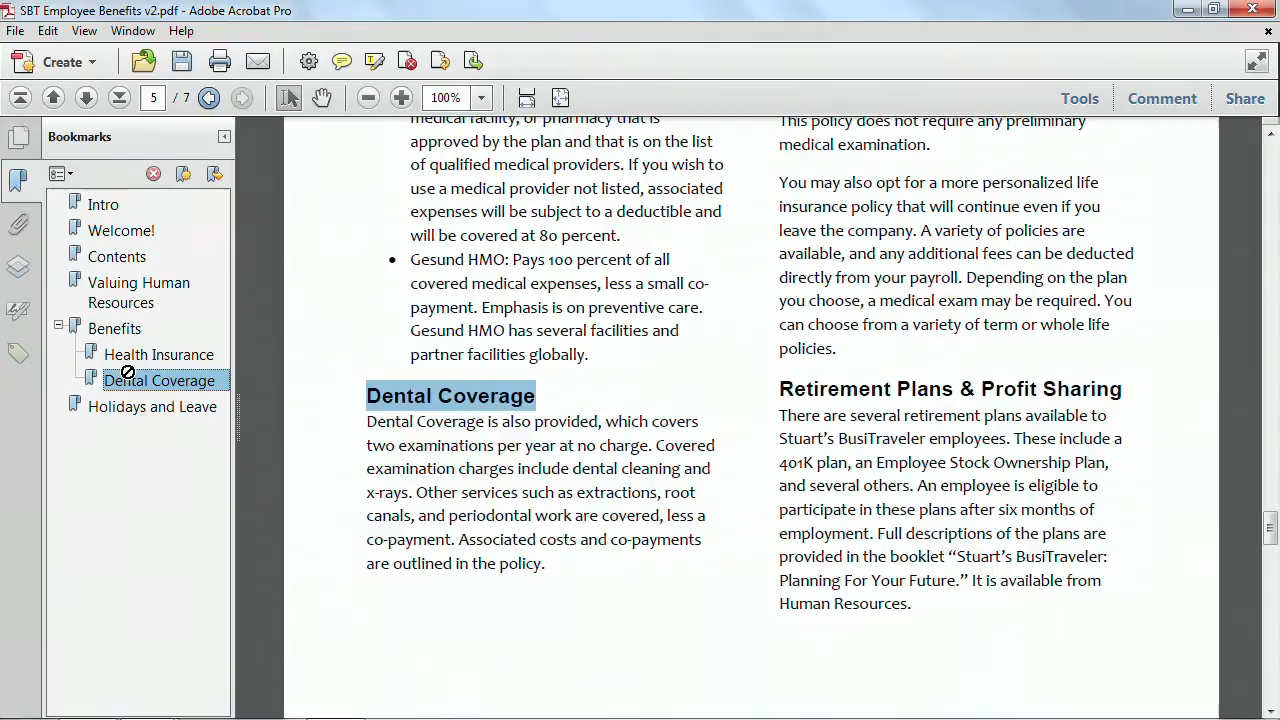 SBT Employee Benefits v2.pdf - Adobe Acrobat Pro
File Edit View Window Help
Create
5 / 7 100% Tools Comment Share
Bookmarks
Intro
Welcome!
Contents
Valuing Human
Resources
Benefits
Health Insurance
Dental Coverage
Holidays and Leave
medical facility, or pharmacy that is
approved by the plan and that is on the list
of qualified medical providers. If you wish to
use a medical provider not listed, associated
expenses will be subject to a deductible and
will be covered at 80 percent.
• Gesund HMO: Pays 100 percent of all
covered medical expenses, less a small co-
payment. Emphasis is on preventive care.
Gesund HMO has several facilities and
partner facilities globally.
Dental Coverage
Dental Coverage is also provided, which covers
two examinations per year at no charge. Covered
examination charges include dental cleaning and
x-rays. Other services such as extractions, root
canals, and periodontal work are covered, less a
co-payment. Associated costs and co-payments
are outlined in the policy.
This policy does not require any preliminary
medical examination.
You may also opt for a more personalized life
insurance policy that will continue even if you
leave the company. A variety of policies are
available, and any additional fees can be deducted
directly from your payroll. Depending on the plan
you choose, a medical exam may be required. You
can choose from a variety of term or whole life
policies.
Retirement Plans & Profit Sharing
There are several retirement plans available to
Stuart’s BusiTraveler employees. These include a
401K plan, an Employee Stock Ownership Plan,
and several others. An employee is eligible to
participate in these plans after six months of
employment. Full descriptions of the plans are
provided in the booklet “Stuart’s BusiTraveler:
Planning For Your Future.” It is available from
Human Resources.